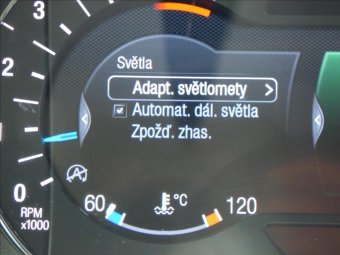 3
2
1
0
RPM
x1000
Světla
Adapt. světlomety >
Automat. dál. světla
Zpožď. zhas.
°C
60
120